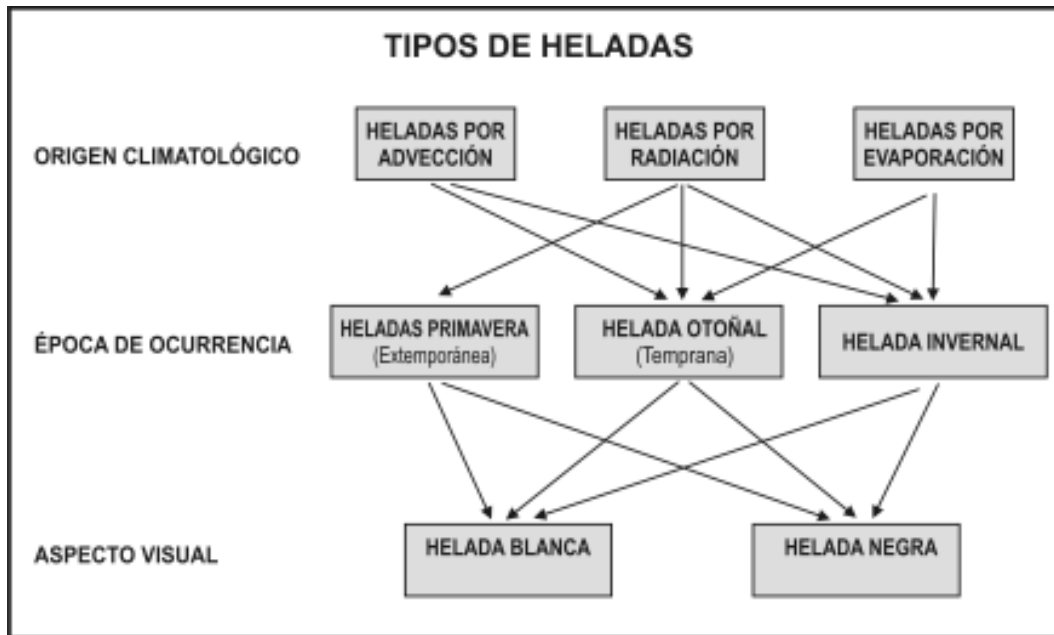 TIPOS DE HELADAS
ORIGEN CLIMATOLÓGICO
HELADAS POR
ADVECCIÓN
HELADAS POR
RADIACIÓN
HELADAS POR
EVAPORACIÓN
ÉPOCA DE OCURRENCIA
HELADAS PRIMAVERA
(Extemporánea)
HELADA OTOÑAL
(Temprana)
HELADA INVERNAL
ASPECTO VISUAL
HELADA BLANCA
HELADA NEGRA